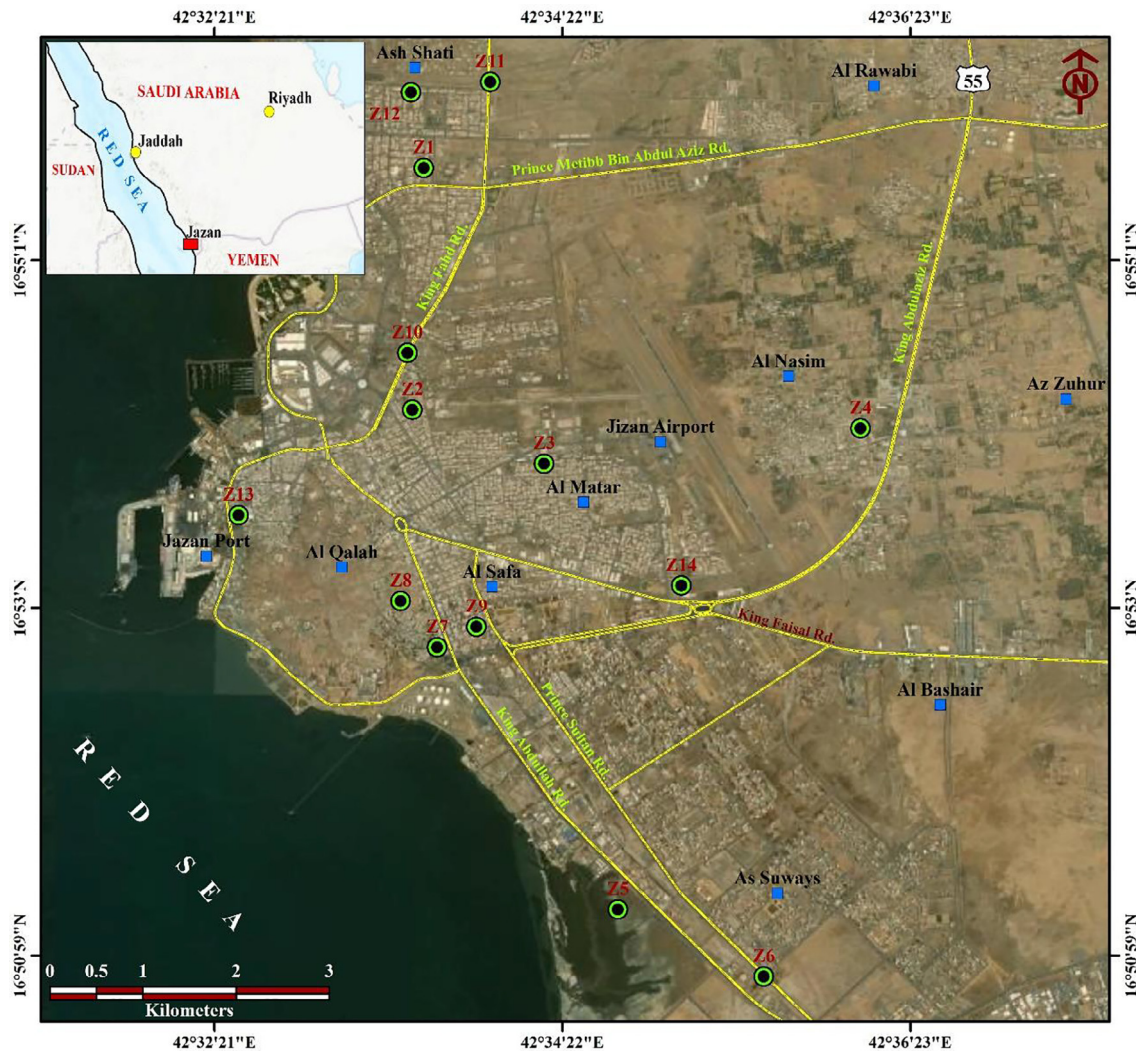 42°32'21"E
42°34'22"E
42°36'23"E
Ash Shati
Z11
Z12
Al Rawabi
55
N
SAUDI ARABIA
Riyadh
Jaddah
RED SEA
SUDAN
Jazan
YEMEN
Z1
Prince Metibb Bin Abdul Aziz Rd.
16°55'1"N
16°55'1"N
King Fahd Rd.
King Abdulaziz Rd.
Z10
Al Nasim
Az Zuhur
Z2
Z4
Jizan Airport
Z3
Al Matar
Z13
Jazan Port
Al Qalah
Al Safa
Z14
Z8
Z9
Z7
16°53'N
16°53'N
King Faisal Rd.
Al Bashair
Prince Sultan Rd.
King Abdullah Rd.
RED SEA
As Suways
Z5
Z6
16°50'59"N
16°50'59"N
0 0.5 1 2 3
Kilometers
42°32'21"E
42°34'22"E
42°36'23"E